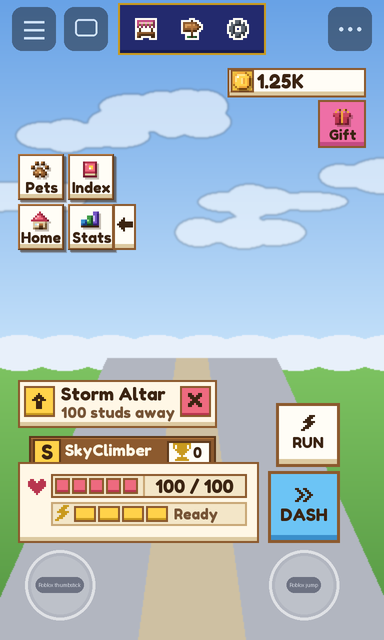 1.25K
Gift
Pets
Index
Home
Stats
Storm Altar
100 studs away
RUN
S SkyClimber 0
100 / 100
Ready
DASH
Roblox thumbstick
Roblox jump